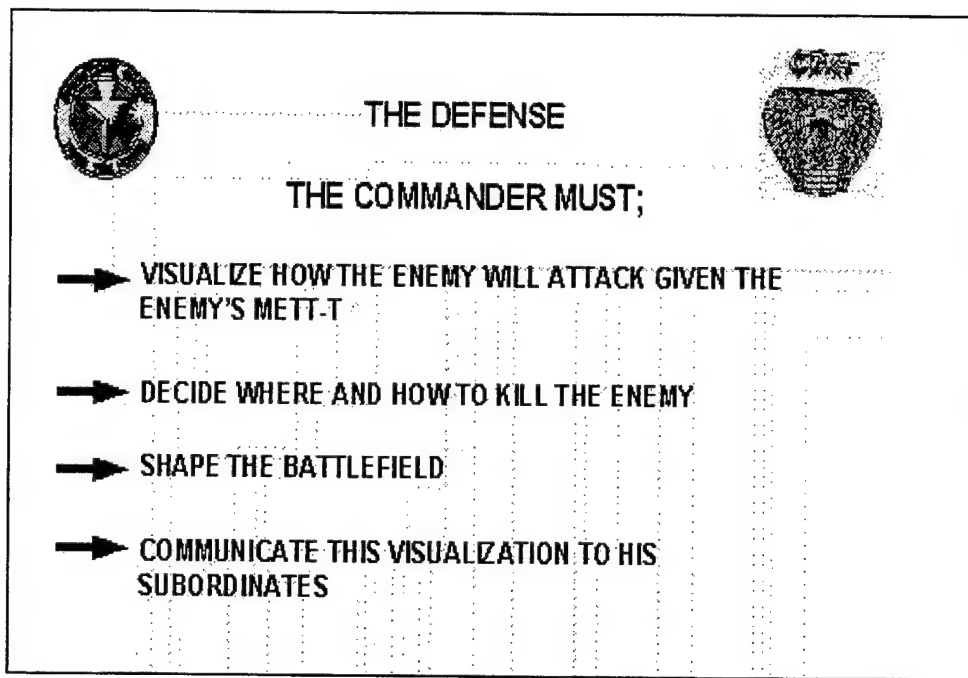 THE DEFENSE
THE COMMANDER MUST;
VISUALIZE HOW THE ENEMY WILL ATTACK GIVEN THE
ENEMY'S METT-T
DECIDE WHERE AND HOW TO KILL THE ENEMY
SHAPE THE BATTLEFIELD
COMMUNICATE THIS VISUALIZATION TO HIS
SUBORDINATES